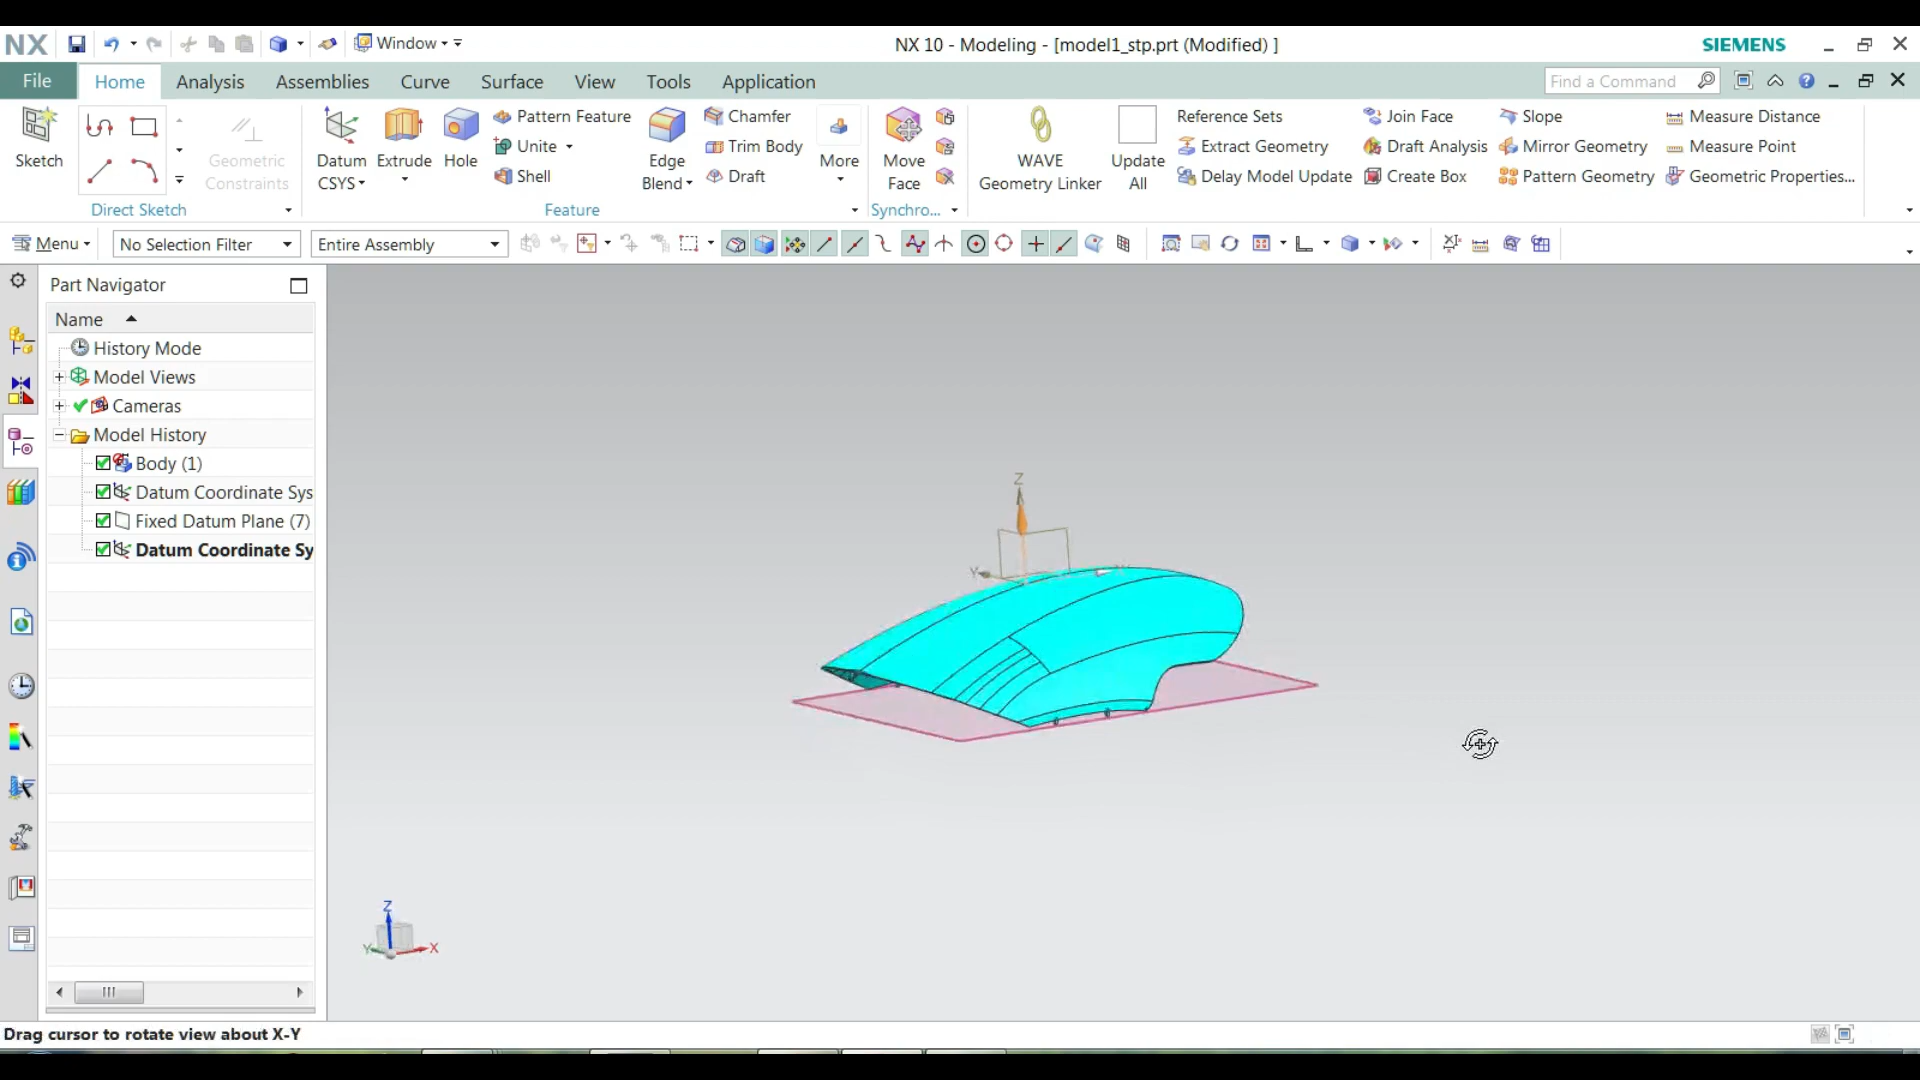 NX Window NX 10 - Modeling - [model1_stp.prt (Modified) ] SIEMENS
File Home Analysis Assemblies Curve Surface View Tools Application Find a Command
Sketch Geometric Constraints Direct Sketch
Datum CSYS Extrude Hole Pattern Feature Unite Shell Edge Blend Chamfer Trim Body Draft More Feature
Move Face Synchro...
WAVE Geometry Linker Update All
Reference Sets Join Face Slope Measure Distance
Extract Geometry Draft Analysis Mirror Geometry Measure Point
Delay Model Update Create Box Pattern Geometry Geometric Properties...
Menu No Selection Filter Entire Assembly
Part Navigator
Name
History Mode
Model Views
Cameras
Model History
Body (1)
Datum Coordinate Sys
Fixed Datum Plane (7)
Datum Coordinate Sy
Z
Y
Z
Y X
Drag cursor to rotate view about X-Y